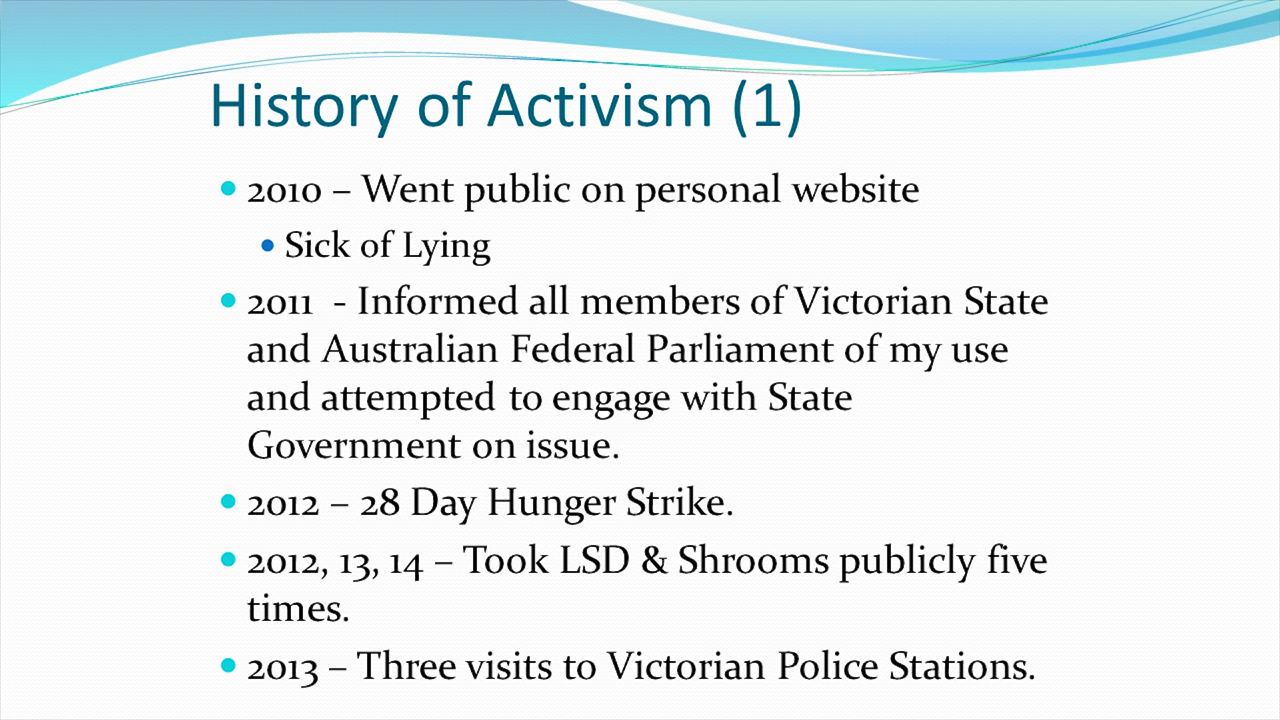 History of Activism (1)
2010 – Went public on personal website
Sick of Lying
2011  - Informed all members of Victorian State
and Australian Federal Parliament of my use
and attempted to engage with State
Government on issue.
2012 – 28 Day Hunger Strike.
2012, 13, 14 – Took LSD & Shrooms publicly five
times.
2013 – Three visits to Victorian Police Stations.